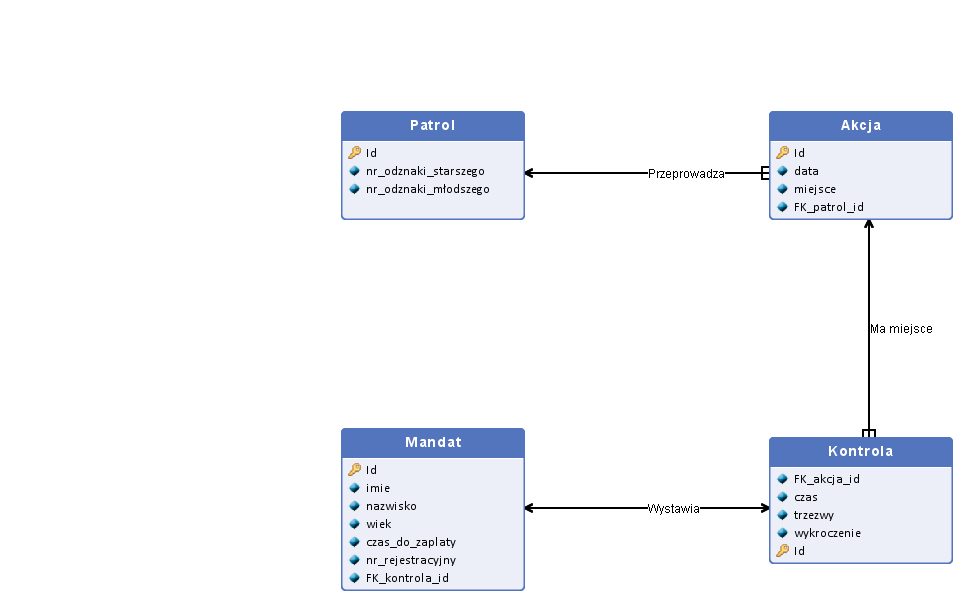 Patrol
Id
nr_odznaki_starszego
nr_odznaki_młodszego
Przeprowadza
Akcja
Id
data
miejsce
FK_patrol_id
Ma miejsce
Mandat
Id
imie
nazwisko
wiek
czas_do_zaplaty
nr_rejestracyjny
FK_kontrola_id
Wystawia
Kontrola
FK_akcja_id
czas
trzezwy
wykroczenie
Id